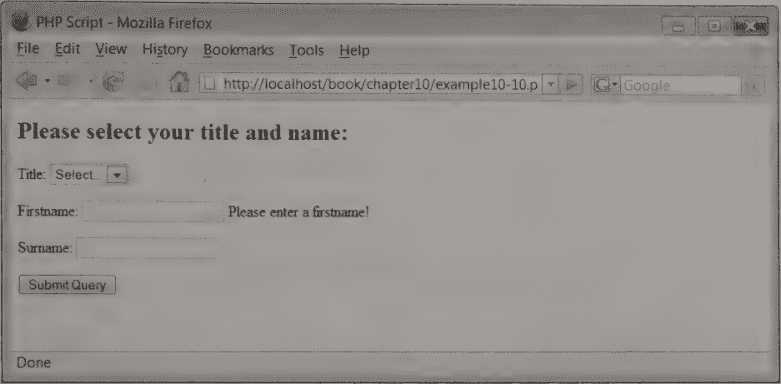 PHP Script - Mozilla Firefox
File Edit View History Bookmarks Tools Help
http://localhost/book/chapter10/example10-10.p G Google
Please select your title and name:
Title: Select...
Firstname: Please enter a firstname!
Surname:
Submit Query
Done